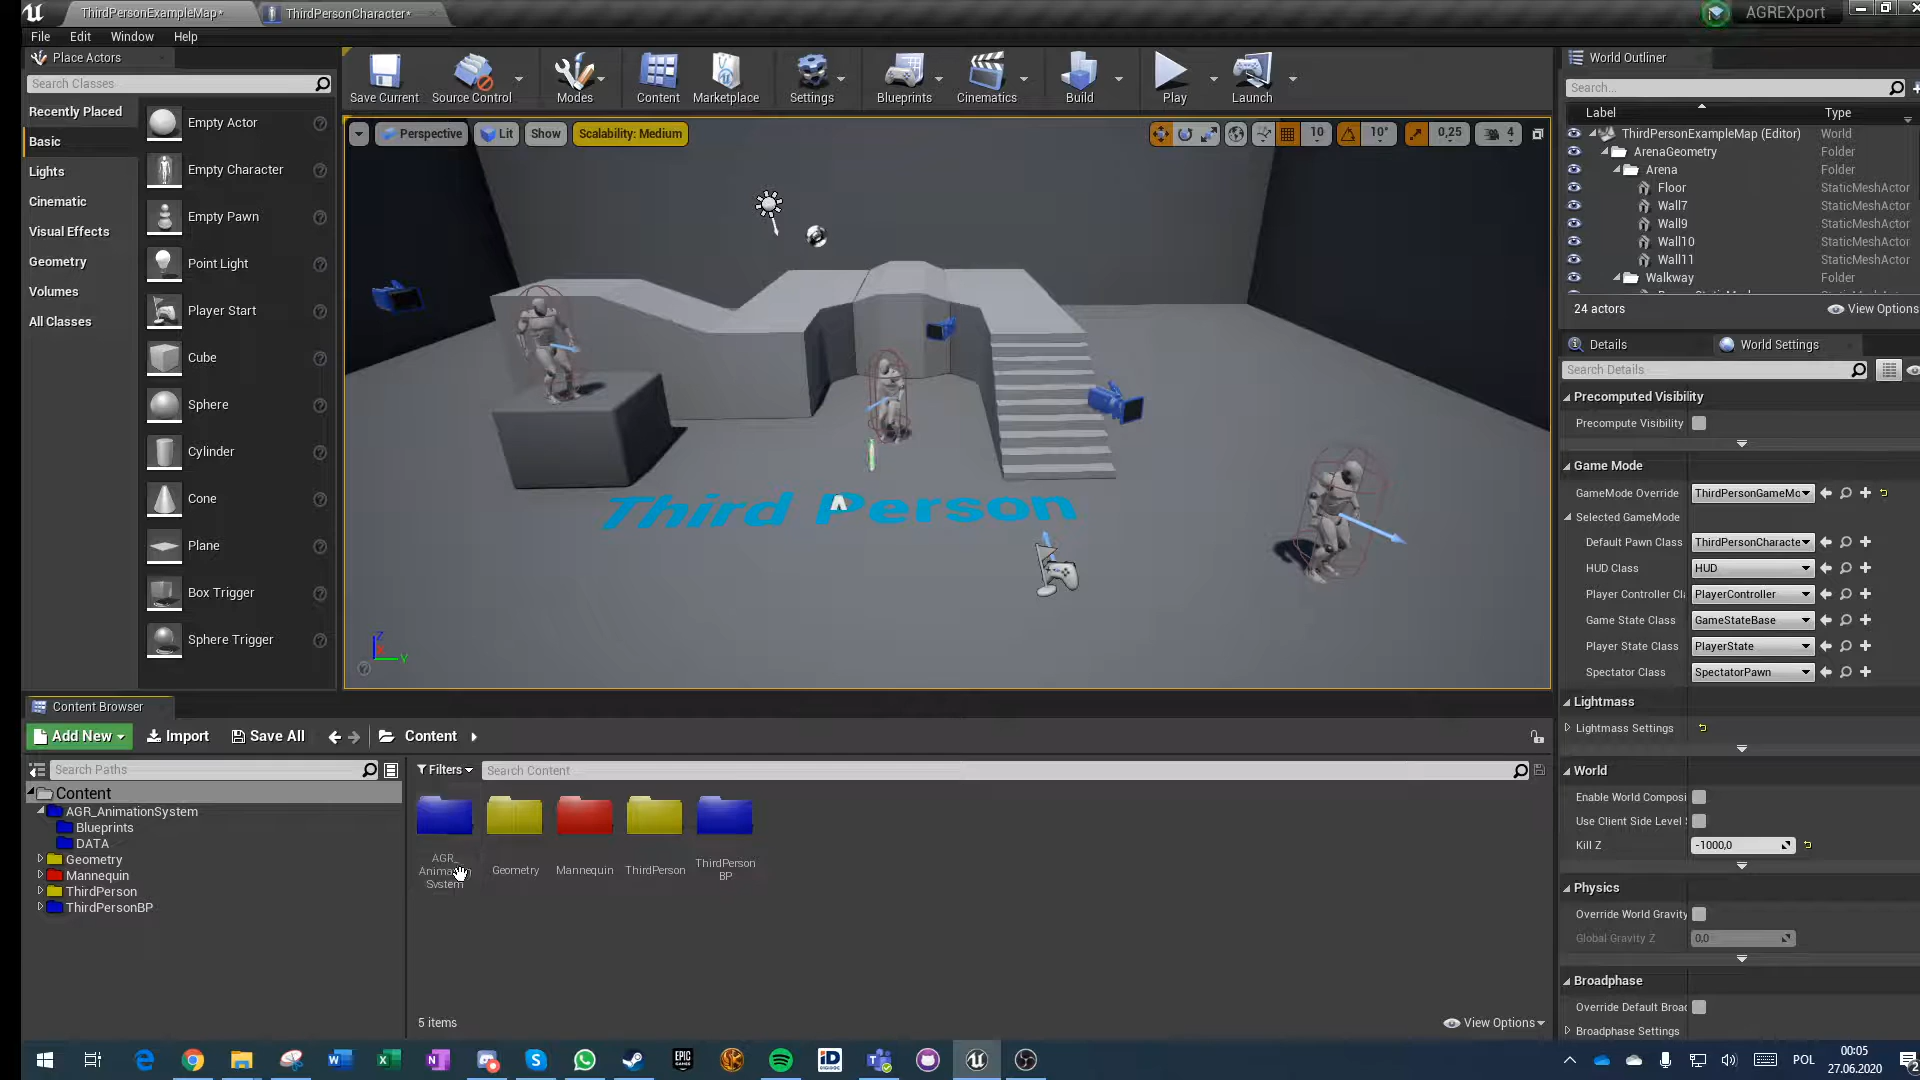 ThirdPersonExampleMap*
ThirdPersonCharacter*
AGREXport
File Edit Window Help
Place Actors
Search Classes
Recently Placed
Basic
Lights
Cinematic
Visual Effects
Geometry
Volumes
All Classes
Empty Actor
Empty Character
Empty Pawn
Point Light
Player Start
Cube
Sphere
Cylinder
Cone
Plane
Box Trigger
Sphere Trigger
Save Current
Source Control
Modes
Content
Marketplace
Settings
Blueprints
Cinematics
Build
Play
Launch
Perspective
Lit
Show
Scalability: Medium
10
10°
0,25
4
Third Person
Z
Y
World Outliner
Search...
Label Type
ThirdPersonExampleMap (Editor) World
ArenaGeometry Folder
Arena Folder
Floor StaticMeshActor
Wall7 StaticMeshActor
Wall9 StaticMeshActor
Wall10 StaticMeshActor
Wall11 StaticMeshActor
Walkway Folder
24 actors
View Options
Details
World Settings
Search Details
Precomputed Visibility
Precompute Visibility
Game Mode
GameMode Override ThirdPersonGameMo
Selected GameMode
Default Pawn Class ThirdPersonCharacte
HUD Class HUD
Player Controller Cl PlayerController
Game State Class GameStateBase
Player State Class PlayerState
Spectator Class SpectatorPawn
Lightmass
Lightmass Settings
World
Enable World Composi
Use Client Side Level
Kill Z -1000,0
Physics
Override World Gravity
Global Gravity Z 0,0
Broadphase
Override Default Broad
Broadphase Settings
Content Browser
Add New
Import
Save All
Content
Search Paths
Filters
Search Content
Content
AGR_AnimationSystem
Blueprints
DATA
Geometry
Mannequin
ThirdPerson
ThirdPersonBP
AGR_
System
Geometry
Mannequin
ThirdPerson
ThirdPerson
BP
5 items
View Options
POL
00:05
27.06.2020